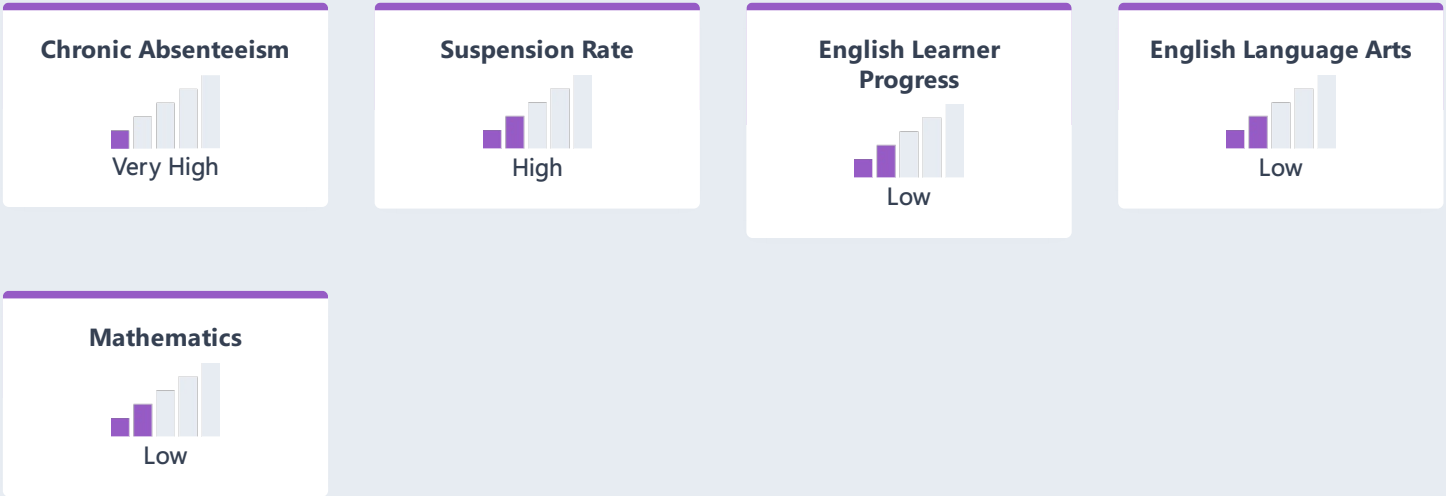 Chronic Absenteeism
Very High
Suspension Rate
High
English Learner
Progress
Low
English Language Arts
Low
Mathematics
Low